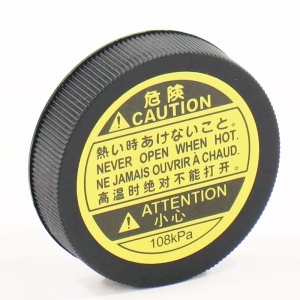 危険
CAUTION
熱い時あけないこと。
NEVER OPEN WHEN HOT.
NE JAMAIS OUVRIR À CHAUD.
高温时绝对不能打开。
ATTENTION
小心
108kPa